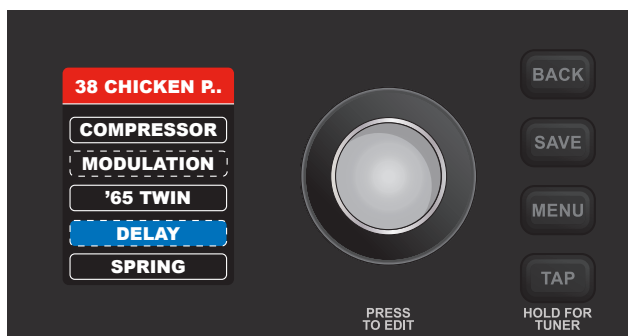 38 CHICKEN P..
COMPRESSOR
MODULATION
’65 TWIN
DELAY
SPRING
BACK
SAVE
MENU
TAP
PRESS
TO EDIT
HOLD FOR
TUNER